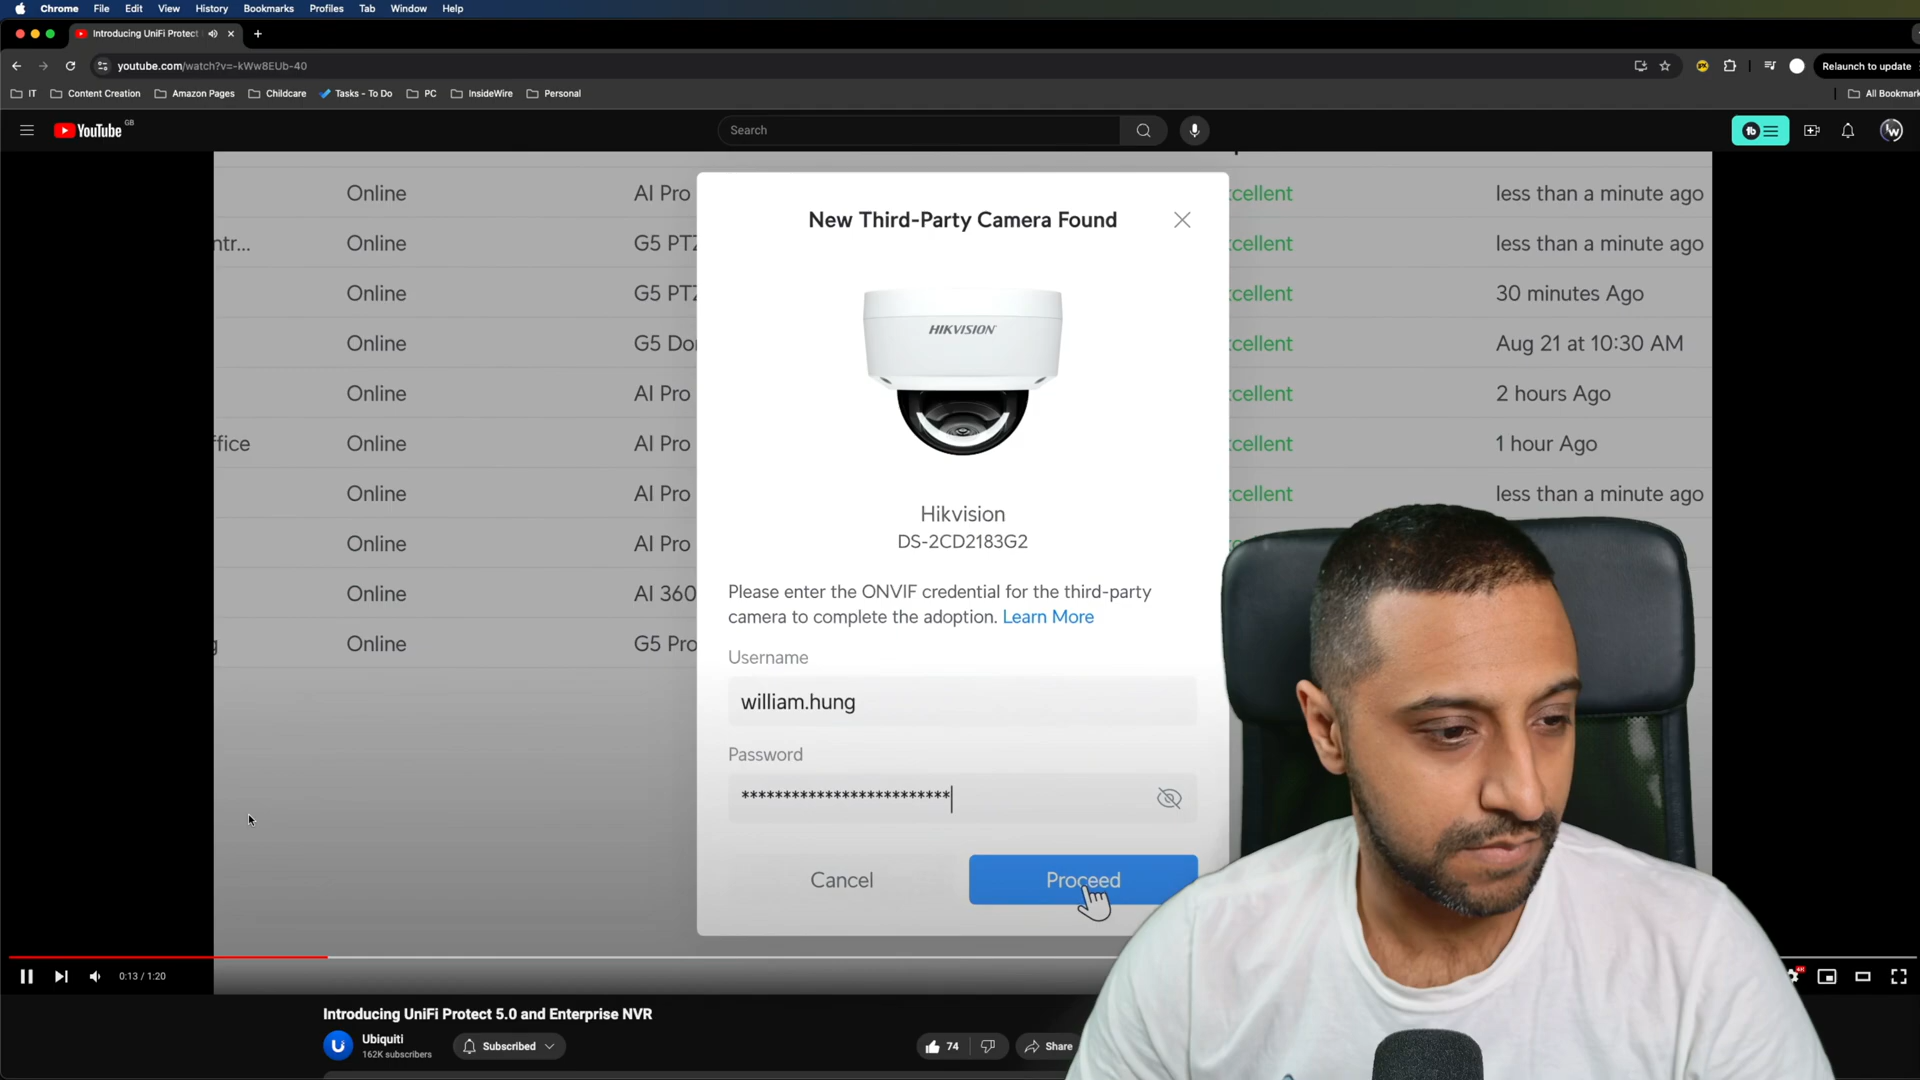 Chrome File Edit View History Bookmarks Profiles Tab Window Help
Introducing UniFi Protect
youtube.com/watch?v=-kWw8EUb-40
Relaunch to update
IT Content Creation Amazon Pages Childcare Tasks - To Do PC InsideWire Personal
All Bookmark
YouTube GB
Search
New Third-Party Camera Found
Online AI Pro cellent less than a minute ago
ntr... Online G5 PTZ cellent less than a minute ago
Online G5 PTZ cellent 30 minutes Ago
HIKVISION
Online G5 Do cellent Aug 21 at 10:30 AM
Online AI Pro cellent 2 hours Ago
ffice Online AI Pro cellent 1 hour Ago
Online AI Pro cellent less than a minute ago
Hikvision
DS-2CD2183G2
Online AI Pro
Online AI 360
Online G5 Pro
Please enter the ONVIF credential for the third-party
camera to complete the adoption. Learn More
Username
william.hung
Password
*************************
Cancel Proceed
0:13 / 1:20
Introducing UniFi Protect 5.0 and Enterprise NVR
Ubiquiti
162K subscribers
Subscribed
74
Share